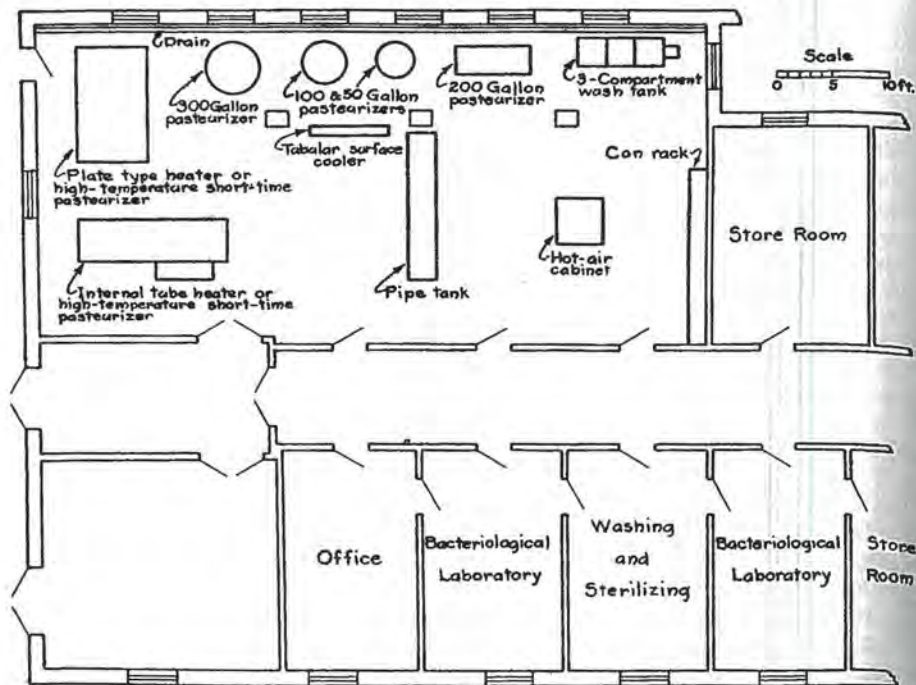 Drain
300 Gallon
pasteurizer
100 & 50 Gallon
pasteurizers
200 Gallon
pasteurizer
3-Compartment
wash tank
Scale
0 5 10 ft.
Tabular surface
cooler
Can rack
Plate type heater or
high-temperature short-time
pasteurizer
Store Room
Internal tube heater or
high-temperature short-time
pasteurizer
Pipe tank
Hot-air
cabinet
Office
Bacteriological
Laboratory
Washing
and
Sterilizing
Bacteriological
Laboratory
Store
Room